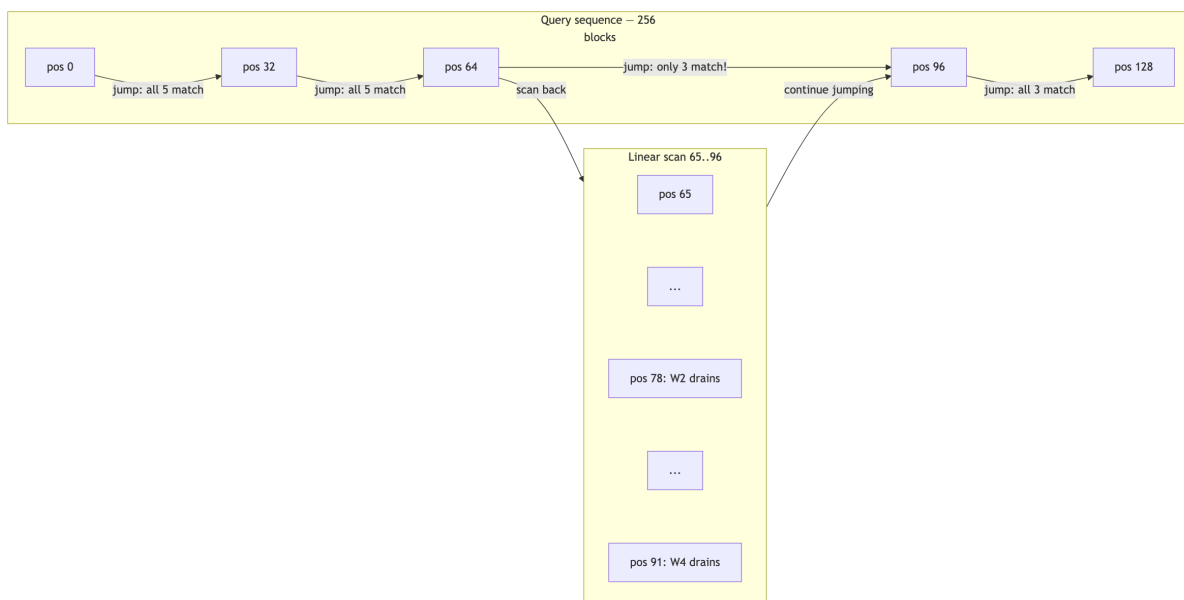 Query sequence — 256
blocks
pos 0
jump: all 5 match
pos 32
jump: all 5 match
pos 64
jump: only 3 match!
scan back
continue jumping
pos 96
jump: all 3 match
pos 128
Linear scan 65..96
pos 65
...
pos 78: W2 drains
...
pos 91: W4 drains